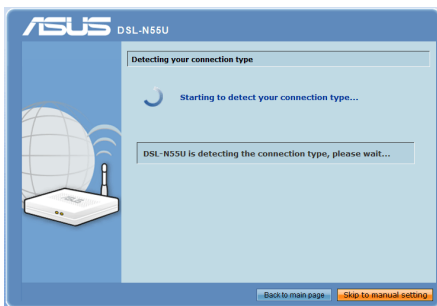 ASUS DSL-N55U
Detecting your connection type
Starting to detect your connection type...
DSL-N55U is detecting the connection type, please wait...
ASUS
Back to main page Skip to manual setting